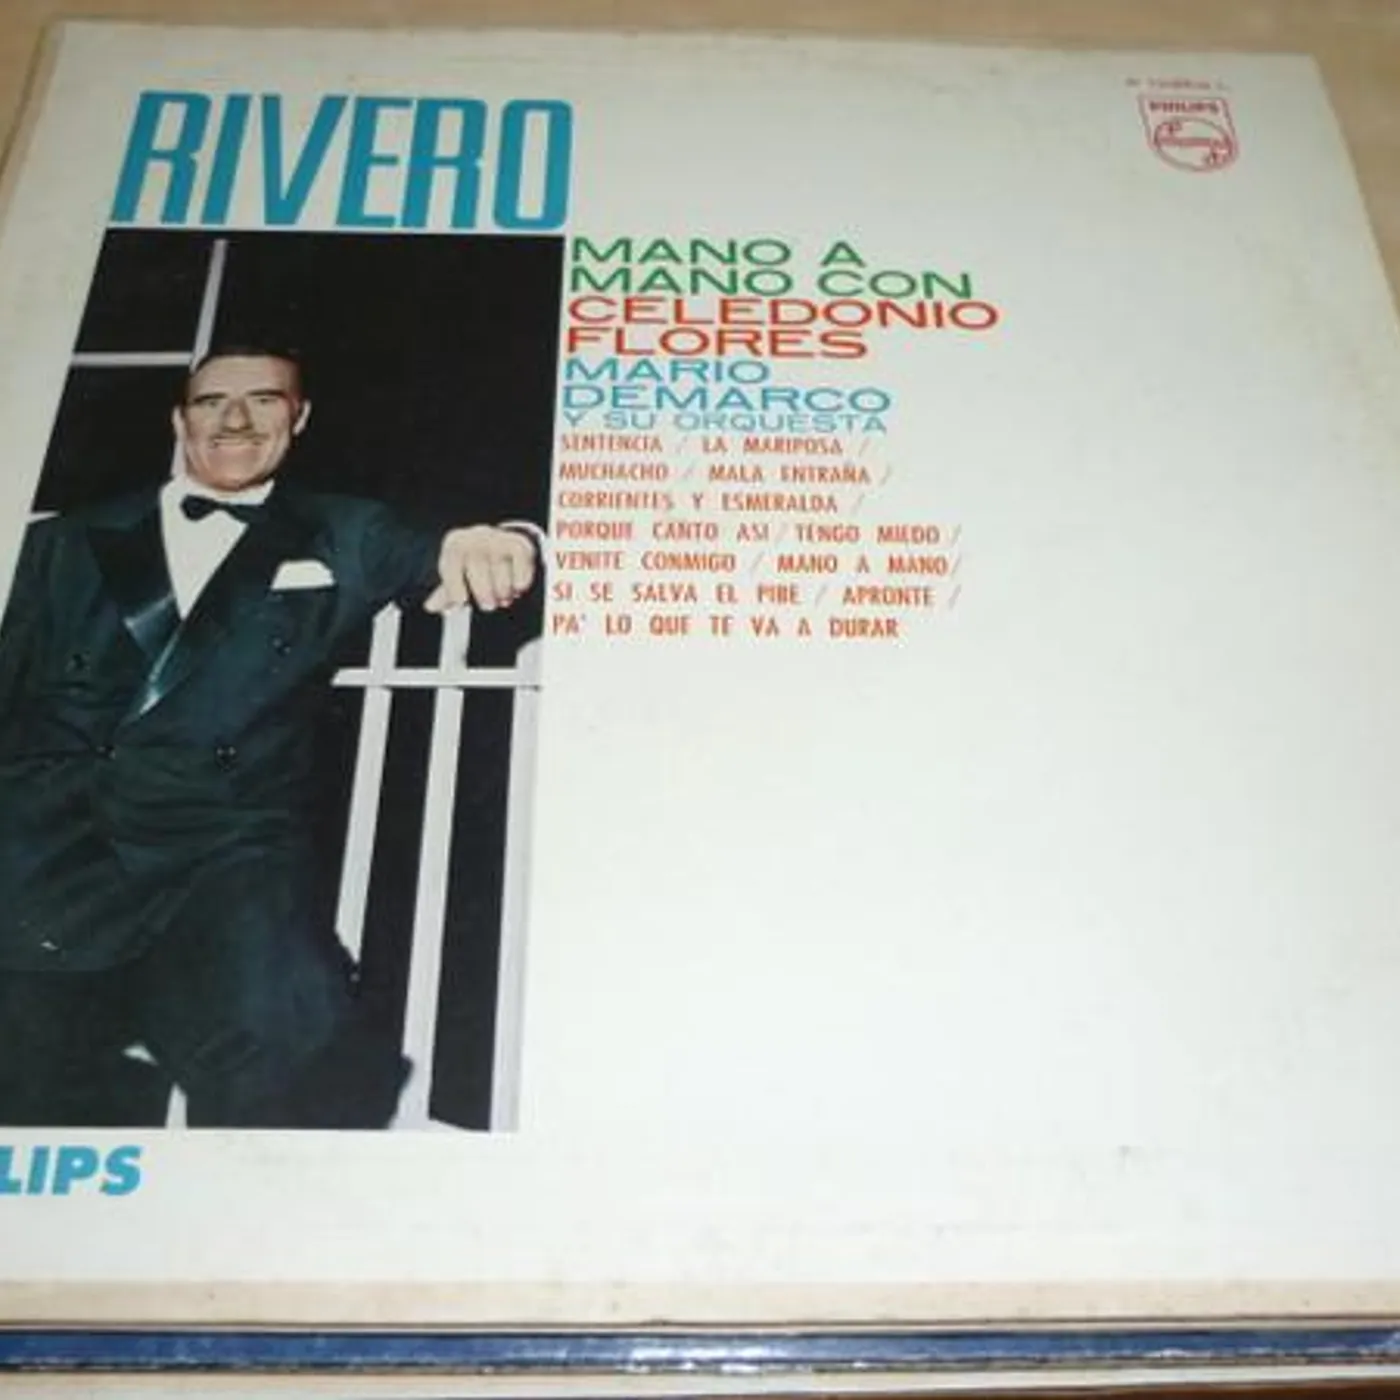 RIVERO
PHILIPS
MANO A
MANO CON
CELEDONIO
FLORES
MARIO
DEMARCO
Y SU ORQUESTA
SENTENCIA / LA MARIPOSA /
MUCHACHO / MALA ENTRAÑA /
CORRIENTES Y ESMERALDA /
PORQUE CANTO ASI / TENGO MIEDO /
VENITE CONMIGO / MANO A MANO /
SI SE SALVA EL PIBE / APRONTE /
PA' LO QUE TE VA A DURAR
LIPS